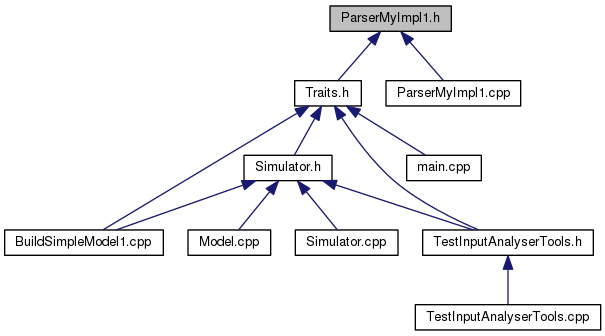 ParserMyImpl1.h
Traits.h
ParserMyImpl1.cpp
Simulator.h
main.cpp
BuildSimpleModel1.cpp
Model.cpp
Simulator.cpp
TestInputAnalyserTools.h
TestInputAnalyserTools.cpp